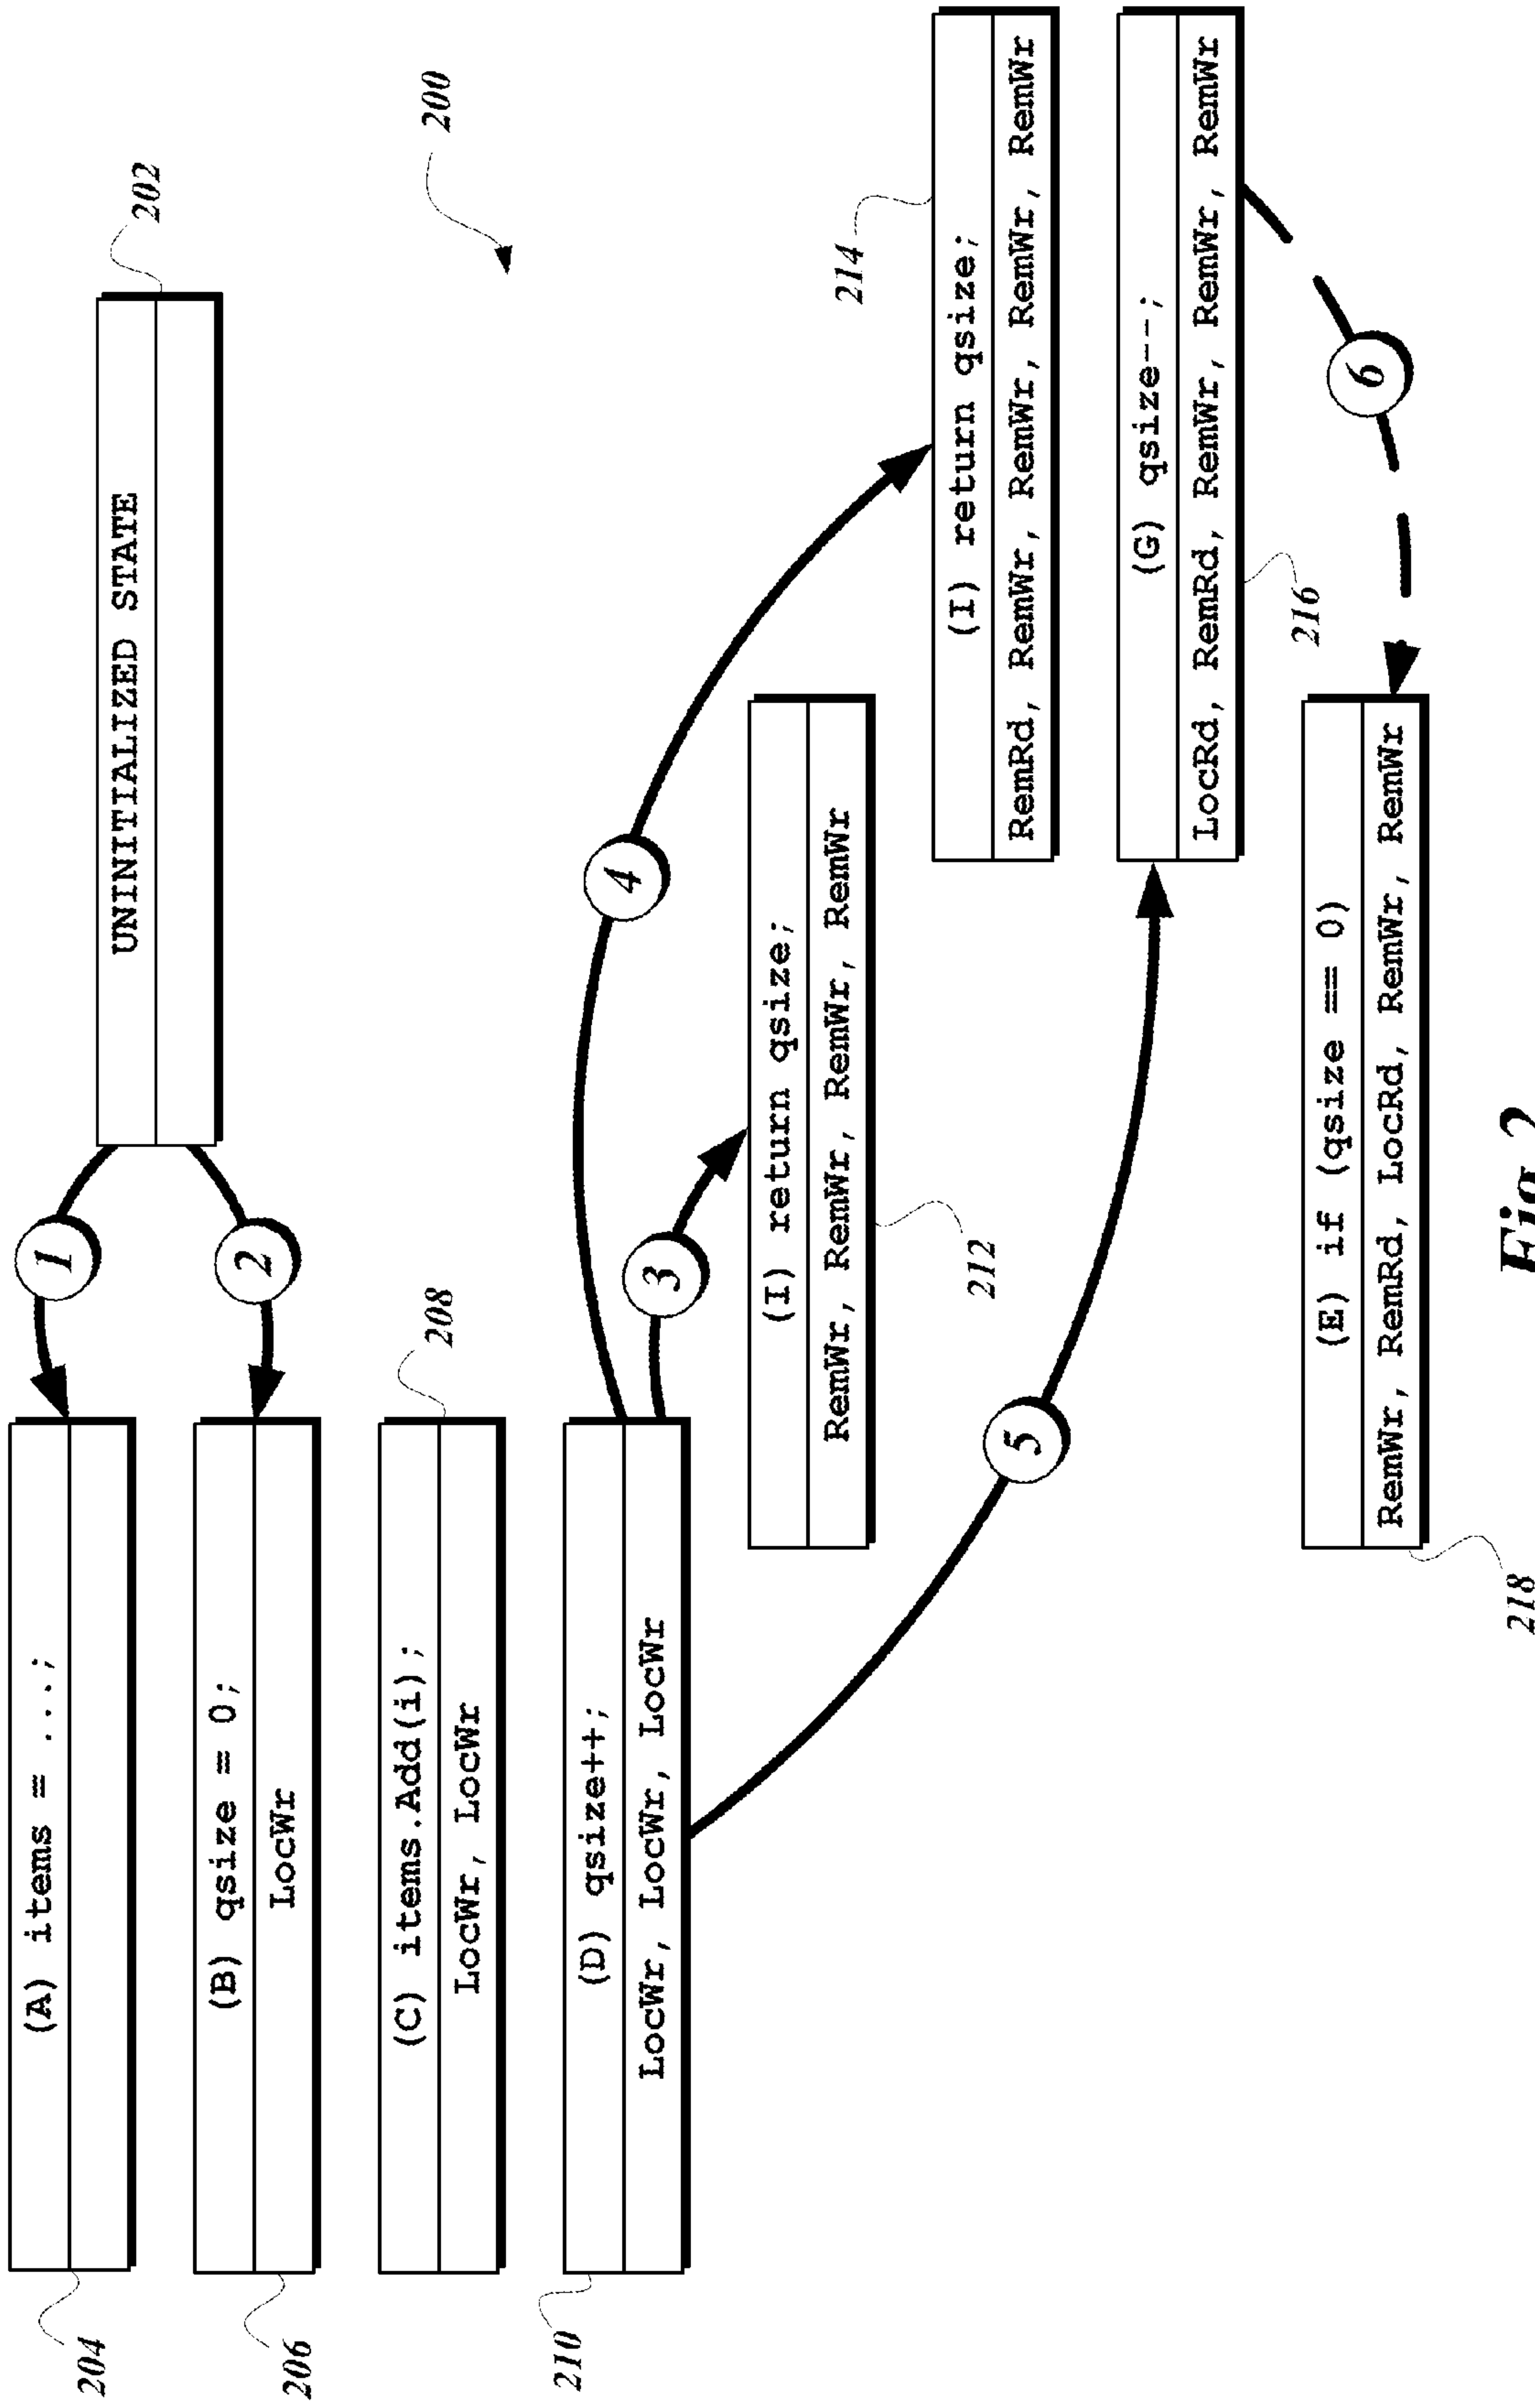 200
UNINITIALIZED STATE
202
1
2
(A) items = ...;
204
(B) qsize = 0;
LocWr
206
(C) items.Add(i);
LocWr, LocWr
208
(D) qsize++;
LocWr, LocWr, LocWr
210
3
4
5
(I) return qsize;
RemWr, RemWr, RemWr, RemWr
212
(I) return qsize;
RemRd, RemWr, RemWr, RemWr, RemWr
214
(G) qsize--;
LocRd, RemRd, RemWr, RemWr, RemWr
216
6
(E) if (qsize == 0)
RemWr, RemRd, LocRd, RemWr, RemWr
218
Fig.2.